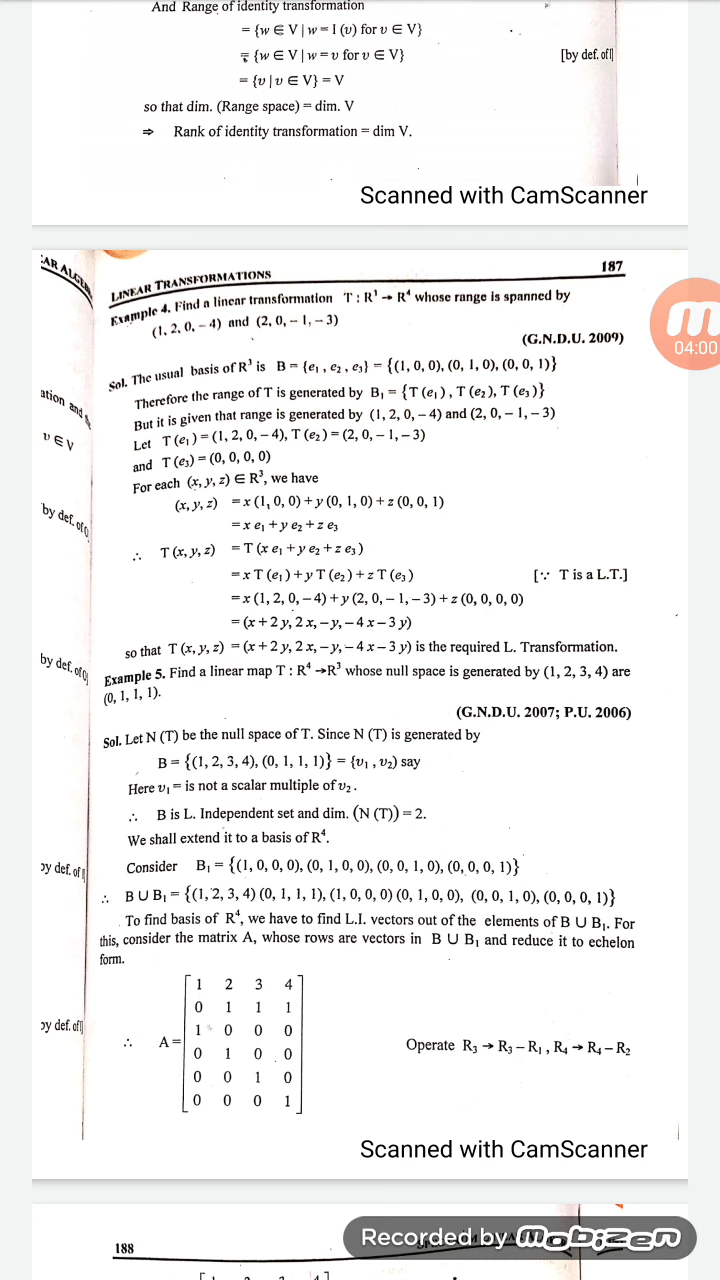 And Range of identity transformation
= {w ∈ V | w = I (υ) for υ ∈ V}
= {w ∈ V | w = υ for υ ∈ V} [by def. of I]
= {υ | υ ∈ V} = V
so that dim. (Range space) = dim. V
⇒ Rank of identity transformation = dim V.
Scanned with CamScanner
LINEAR TRANSFORMATIONS 187
Example 4. Find a linear transformation T : R³ → R⁴ whose range is spanned by
(1, 2, 0, – 4) and (2, 0, – 1, – 3)
(G.N.D.U. 2009)
Sol. The usual basis of R³ is B = {e₁ , e₂ , e₃} = {(1, 0, 0), (0, 1, 0), (0, 0, 1)}
Therefore the range of T is generated by B₁ = {T (e₁) , T (e₂), T (e₃)}
But it is given that range is generated by (1, 2, 0, – 4) and (2, 0, – 1, – 3)
Let T (e₁) = (1, 2, 0, – 4), T (e₂) = (2, 0, – 1, – 3)
and T (e₃) = (0, 0, 0, 0)
For each (x, y, z) ∈ R³, we have
(x, y, z) = x (1, 0, 0) + y (0, 1, 0) + z (0, 0, 1)
= x e₁ + y e₂ + z e₃
∴ T (x, y, z) = T (x e₁ + y e₂ + z e₃)
= x T (e₁) + y T (e₂) + z T (e₃) [∵ T is a L.T.]
= x (1, 2, 0, – 4) + y (2, 0, – 1, – 3) + z (0, 0, 0, 0)
= (x + 2 y, 2 x, – y, – 4 x – 3 y)
so that T (x, y, z) = (x + 2 y, 2 x, – y, – 4 x – 3 y) is the required L. Transformation.
Example 5. Find a linear map T : R⁴ → R³ whose null space is generated by (1, 2, 3, 4) are
(0, 1, 1, 1).
(G.N.D.U. 2007; P.U. 2006)
Sol. Let N (T) be the null space of T. Since N (T) is generated by
B = {(1, 2, 3, 4), (0, 1, 1, 1)} = {υ₁ , υ₂) say
Here υ₁ = is not a scalar multiple of υ₂ .
∴ B is L. Independent set and dim. (N (T)) = 2.
We shall extend it to a basis of R⁴.
Consider B₁ = {(1, 0, 0, 0), (0, 1, 0, 0), (0, 0, 1, 0), (0, 0, 0, 1)}
∴ B ∪ B₁ = {(1, 2, 3, 4) (0, 1, 1, 1), (1, 0, 0, 0) (0, 1, 0, 0), (0, 0, 1, 0), (0, 0, 0, 1)}
To find basis of R⁴, we have to find L.I. vectors out of the elements of B ∪ B₁. For
this, consider the matrix A, whose rows are vectors in B ∪ B₁ and reduce it to echelon
form.
1 2 3 4
0 1 1 1
1 0 0 0
∴ A = Operate R₃ → R₃ – R₁ , R₄ → R₄ – R₂
0 1 0 0
0 0 1 0
0 0 0 1
ation and
υ ∈ V
by def. of
by def. of
by def. of I
by def. of I]
04:00
Scanned with CamScanner
188
Recorded by mobizen